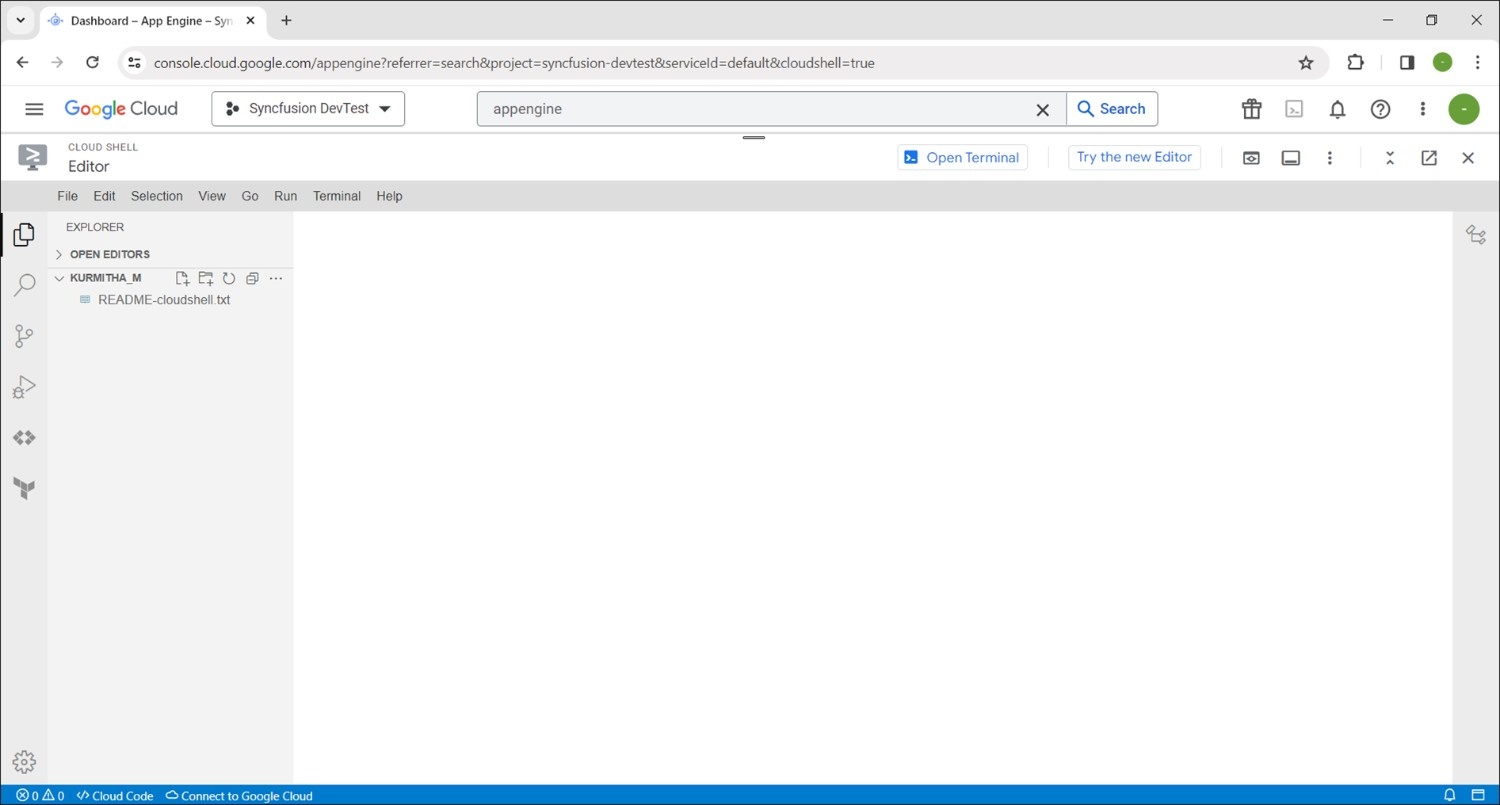 Dashboard – App Engine – Syn
console.cloud.google.com/appengine?referrer=search&project=syncfusion-devtest&serviceId=default&cloudshell=true
Google Cloud Syncfusion DevTest appengine Search
CLOUD SHELL
Editor Open Terminal Try the new Editor
File Edit Selection View Go Run Terminal Help
EXPLORER
OPEN EDITORS
KURMITHA_M
README-cloudshell.txt
0 0 Cloud Code Connect to Google Cloud